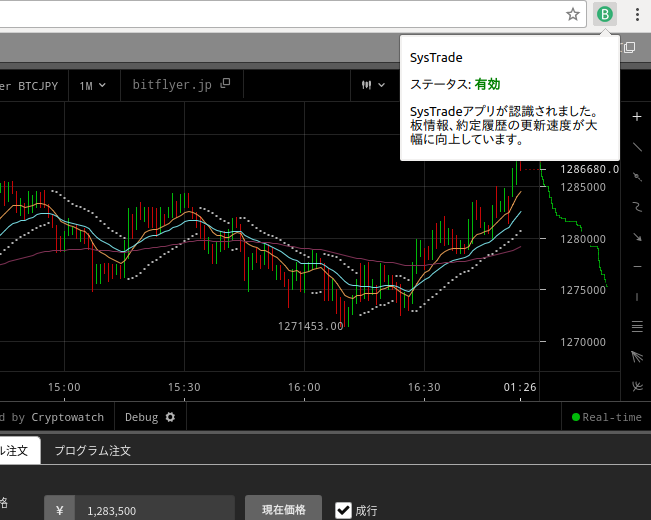 B
SysTrade
ステータス: 有効
SysTradeアプリが認識されました。
板情報、約定履歴の更新速度が大
幅に向上しています。
er BTCJPY
1M
bitflyer.jp
1286680.0
1285000
1280000
1275000
1271453.00
1270000
15:00
15:30
16:00
16:30
01:26
d by Cryptowatch
Debug
Real-time
ル注文
プログラム注文
格
¥
1,283,500
現在価格
成行